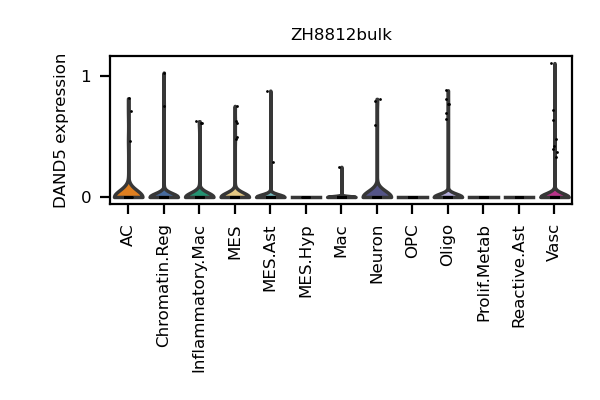 ZH8812bulk
DAND5 expression
1
0
AC
Chromatin.Reg
Inflammatory.Mac
MES
MES.Ast
MES.Hyp
Mac
Neuron
OPC
Oligo
Prolif.Metab
Reactive.Ast
Vasc